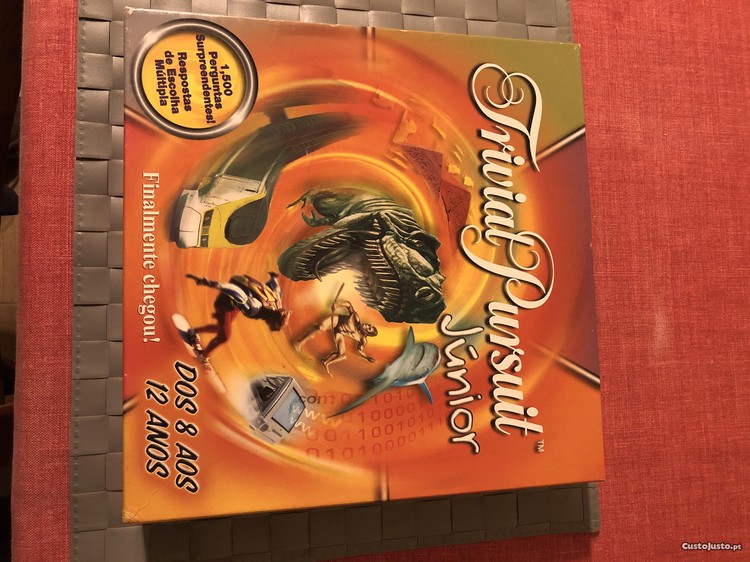 Trivial Pursuit™
Júnior
1,500
Perguntas
Surpreendentes!
Respostas
de Escolha
Múltipla
Finalmente chegou!
DOS 8 AOS
12 ANOS
CustoJusto.pt